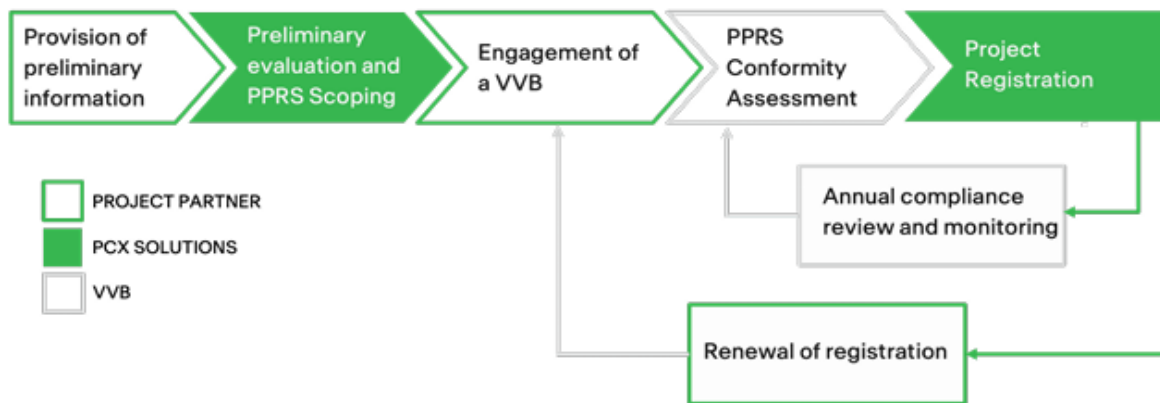 Provision of
preliminary
information
Preliminary
evaluation and
PPRS Scoping
Engagement of
a VVB
PPRS
Conformity
Assessment
Project
Registration
Annual compliance
review and monitoring
PROJECT PARTNER
PCX SOLUTIONS
VVB
Renewal of registration